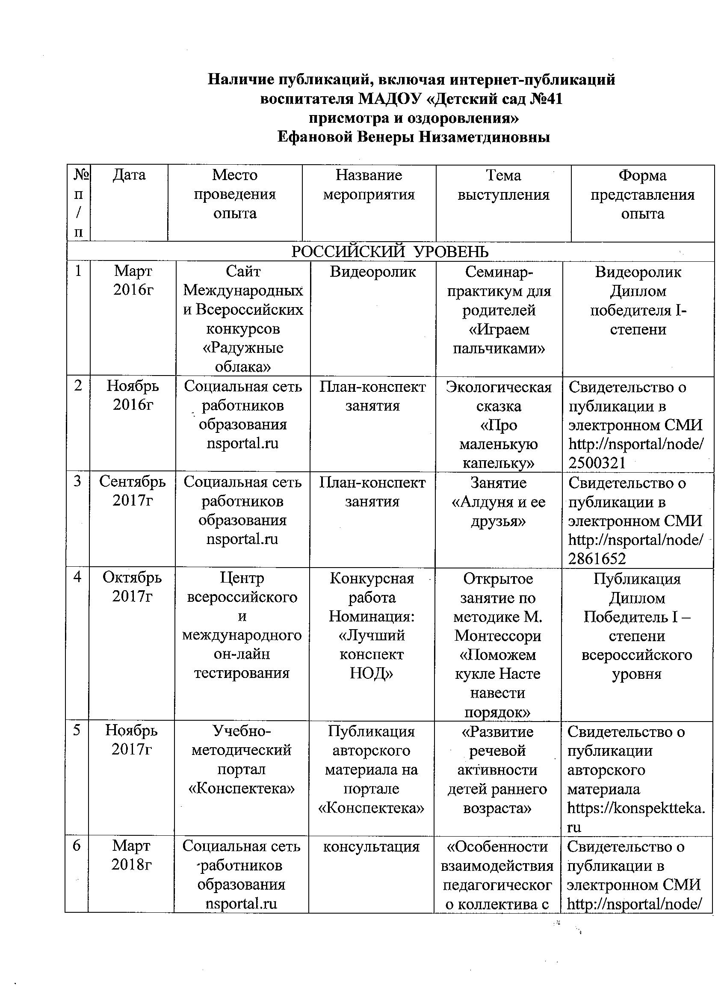 Наличие публикаций, включая интернет-публикаций
воспитателя МАДОУ «Детский сад №41
присмотра и оздоровления»
Ефановой Венеры Низаметдиновны
№
п
/
п
Дата
Место
проведения
опыта
Название
мероприятия
Тема
выступления
Форма
представления
опыта
РОССИЙСКИЙ УРОВЕНЬ
1
Март
2016г
Сайт
Международных
и Всероссийских
конкурсов
«Радужные
облака»
Видеоролик
Семинар-
практикум для
родителей
«Играем
пальчиками»
Видеоролик
Диплом
победителя I-
степени
2
Ноябрь
2016г
Социальная сеть
работников
образования
nsportal.ru
План-конспект
занятия
Экологическая
сказка
«Про
маленькую
капельку»
Свидетельство о
публикации в
электронном СМИ
http://nsportal/node/
2500321
3
Сентябрь
2017г
Социальная сеть
работников
образования
nsportal.ru
План-конспект
занятия
Занятие
«Алдуня и ее
друзья»
Свидетельство о
публикации в
электронном СМИ
http://nsportal/node/
2861652
4
Октябрь
2017г
Центр
всероссийского
и
международного
он-лайн
тестирования
Конкурсная
работа
Номинация:
«Лучший
конспект
НОД»
Открытое
занятие по
методике М.
Монтессори
«Поможем
кукле Насте
навести
порядок»
Публикация
Диплом
Победитель I –
степени
всероссийского
уровня
5
Ноябрь
2017г
Учебно-
методический
портал
«Конспектека»
Публикация
авторского
материала на
портале
«Конспектека»
«Развитие
речевой
активности
детей раннего
возраста»
Свидетельство о
публикации
авторского
материала
https://konspektteka.
ru
6
Март
2018г
Социальная сеть
работников
образования
nsportal.ru
консультация
«Особенности
взаимодействия
педагогическог
о коллектива с
Свидетельство о
публикации в
электронном СМИ
http://nsportal/node/